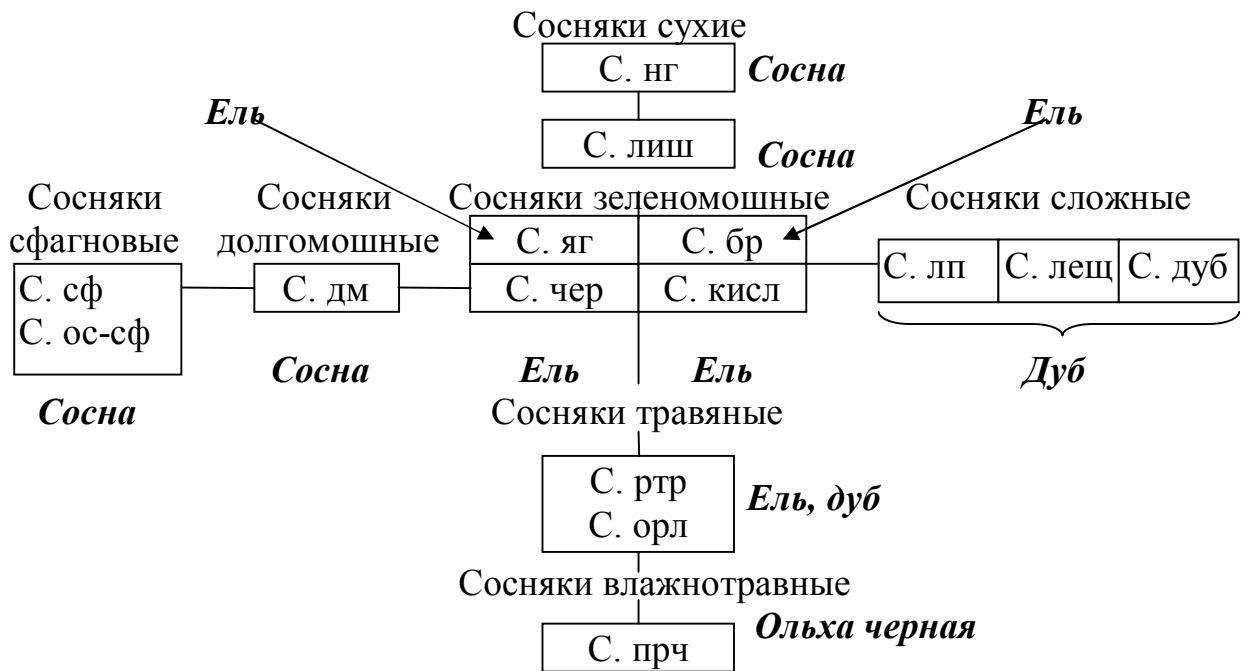 Сосняки сухие
С. нг
Сосна
Ель
Ель
С. лиш
Сосна
Сосняки
сфагновые
Сосняки
долгомошные
Сосняки зеленомошные
Сосняки сложные
С. яг
С. бр
С. лп
С. лещ
С. дуб
С. сф
С. ос-сф
С. дм
С. чер
С. кисл
Сосна
Сосна
Ель
Ель
Дуб
Сосняки травяные
С. ртр
С. орл
Ель, дуб
Сосняки влажнотравные
С. прч
Ольха черная